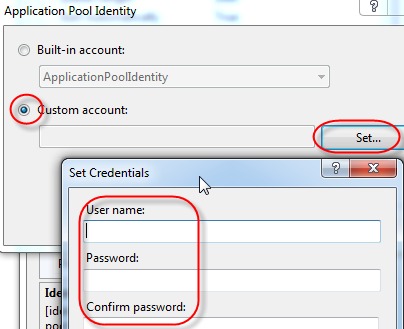 Application Pool Identity
?
Built-in account:
ApplicationPoolIdentity
Custom account:
Set...
Set Credentials
?
User name:
Password:
Confirm password:
Ide
[ide